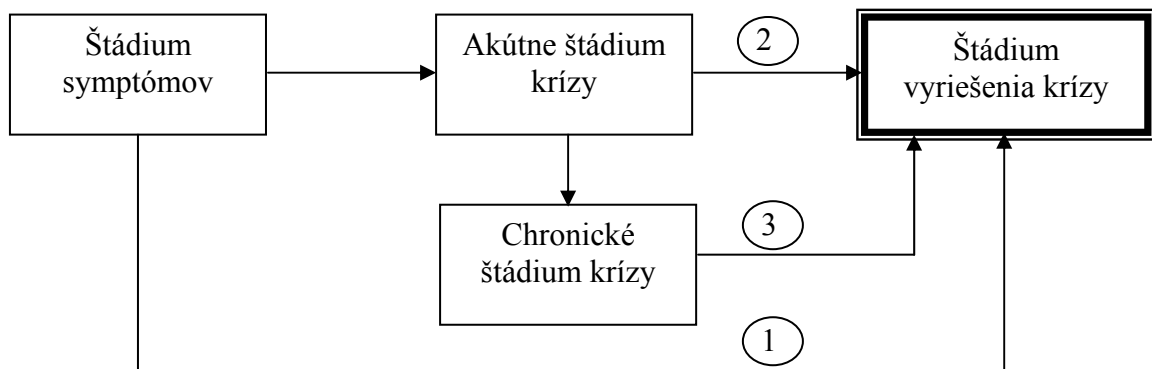 Štádium
symptómov
Akútne štádium
krízy
2
Štádium
vyriešenia krízy
Chronické
štádium krízy
3
1